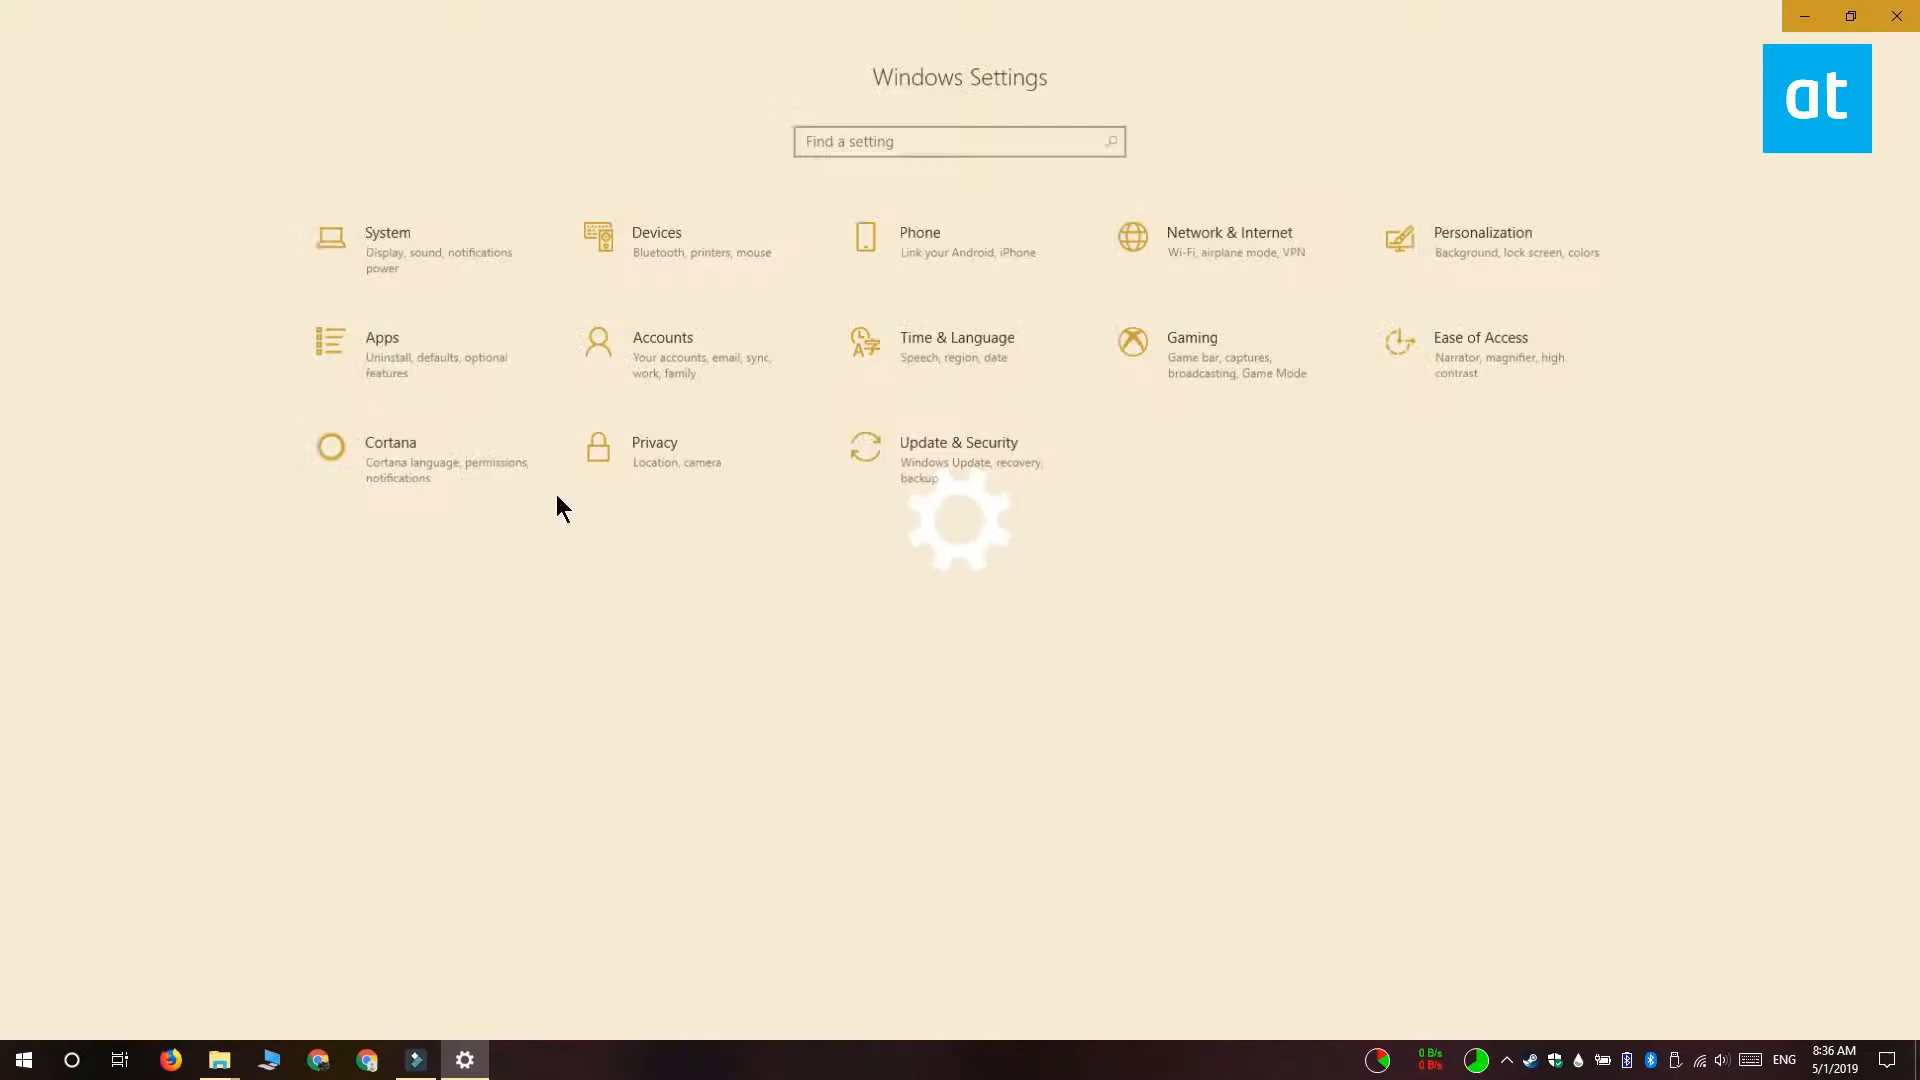 Windows Settings
at
Find a setting
System
Display, sound, notifications
power
Devices
Bluetooth, printers, mouse
Phone
Link your Android, iPhone
Network & Internet
Wi-Fi, airplane mode, VPN
Personalization
Background, lock screen, colors
Apps
Uninstall, defaults, optional
features
Accounts
Your accounts, email, sync,
work, family
Time & Language
Speech, region, date
Gaming
Game bar, captures,
broadcasting, Game Mode
Ease of Access
Narrator, magnifier, high
contrast
Cortana
Cortana language, permissions,
notifications
Privacy
Location, camera
Update & Security
Windows Update, recovery,
backup
0 B/s
0 B/s
ENG
8:36 AM
5/1/2019